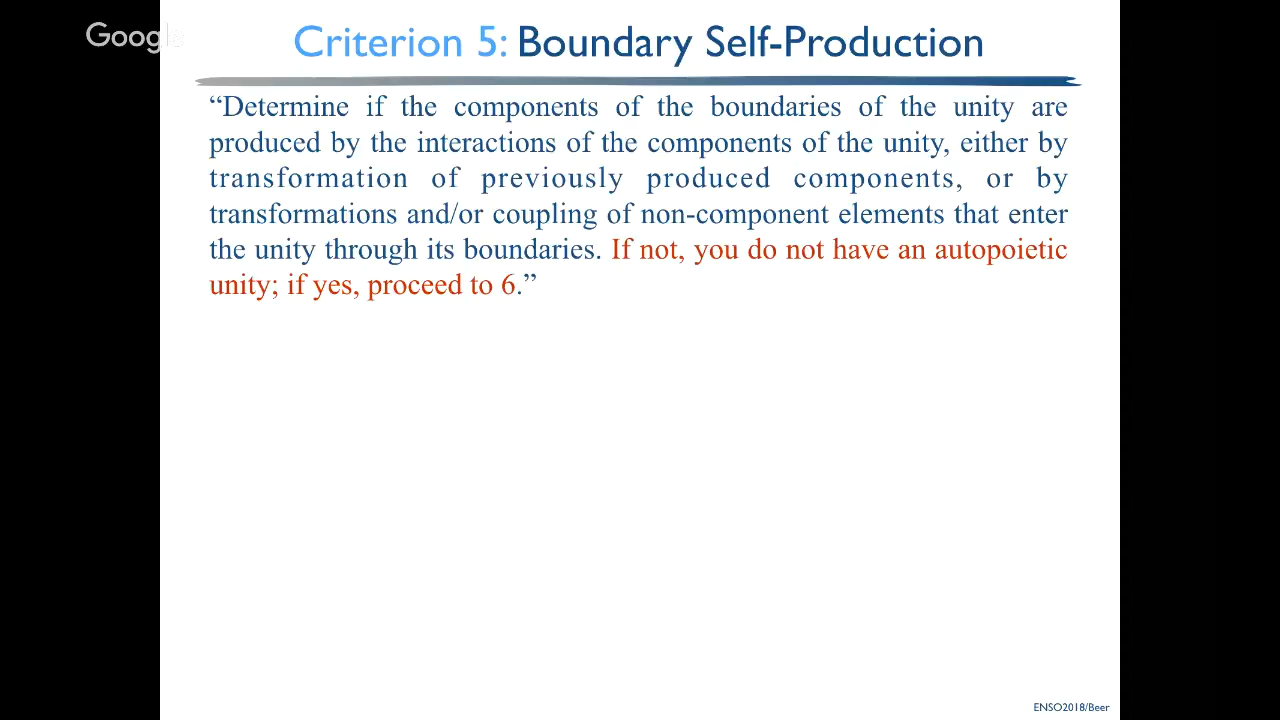 Google
Criterion 5: Boundary Self-Production
“Determine if the components of the boundaries of the unity are
produced by the interactions of the components of the unity, either by
transformation of previously produced components, or by
transformations and/or coupling of non-component elements that enter
the unity through its boundaries. If not, you do not have an autopoietic
unity; if yes, proceed to 6.”
ENSO2018/Beer